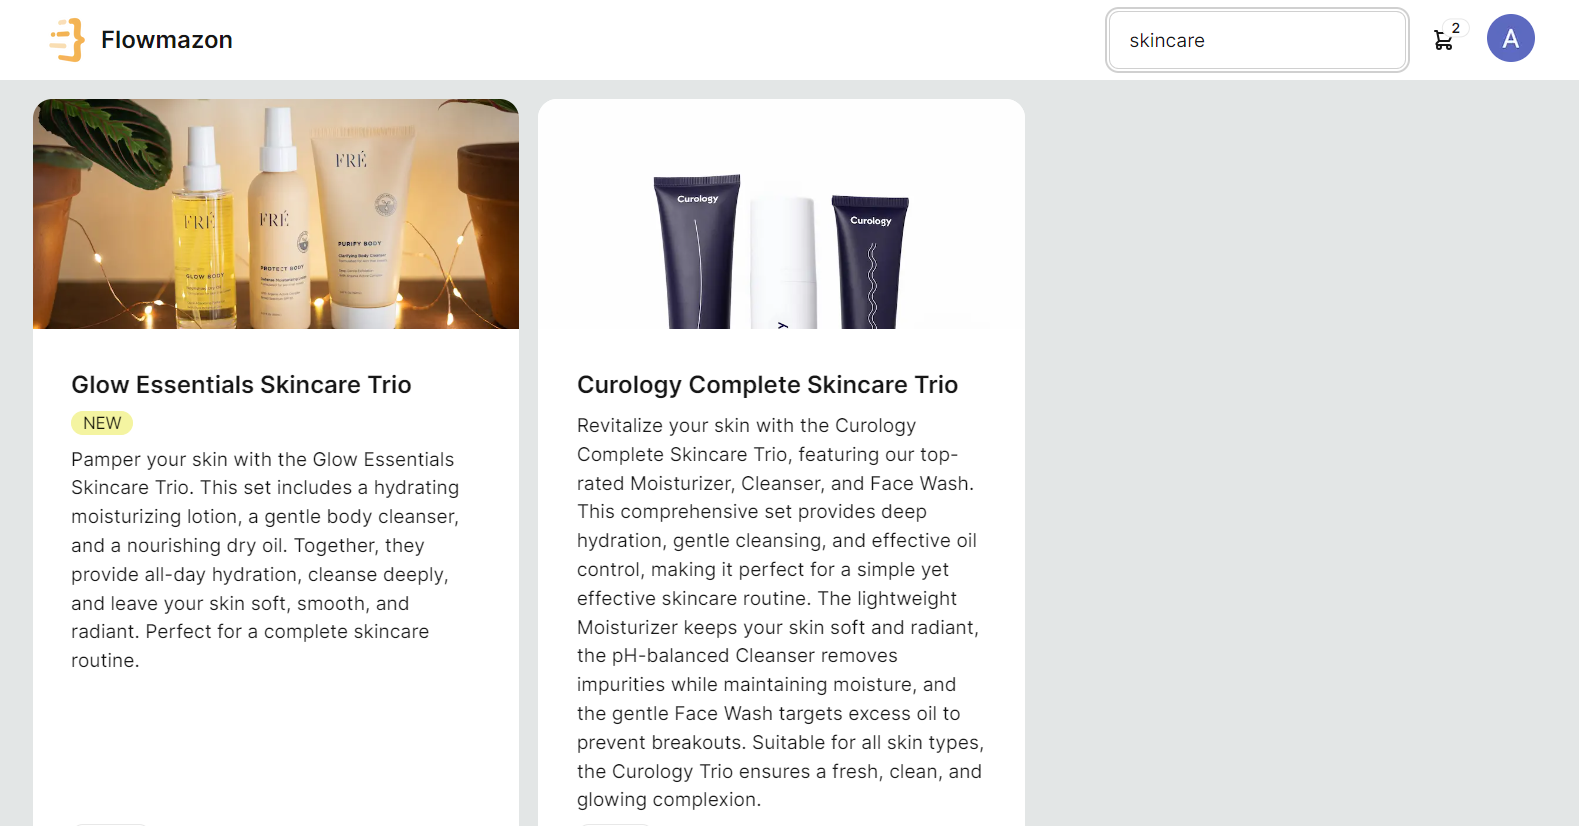 Flowmazon
skincare
2
A
FRÉ
GLOW BODY
FRÉ
PROTECT BODY
FRÉ
PURIFY BODY
Clarifying Body Cleanser
Curology
Curology
Glow Essentials Skincare Trio
NEW
Pamper your skin with the Glow Essentials
Skincare Trio. This set includes a hydrating
moisturizing lotion, a gentle body cleanser,
and a nourishing dry oil. Together, they
provide all-day hydration, cleanse deeply,
and leave your skin soft, smooth, and
radiant. Perfect for a complete skincare
routine.
Curology Complete Skincare Trio
Revitalize your skin with the Curology
Complete Skincare Trio, featuring our top-
rated Moisturizer, Cleanser, and Face Wash.
This comprehensive set provides deep
hydration, gentle cleansing, and effective oil
control, making it perfect for a simple yet
effective skincare routine. The lightweight
Moisturizer keeps your skin soft and radiant,
the pH-balanced Cleanser removes
impurities while maintaining moisture, and
the gentle Face Wash targets excess oil to
prevent breakouts. Suitable for all skin types,
the Curology Trio ensures a fresh, clean, and
glowing complexion.